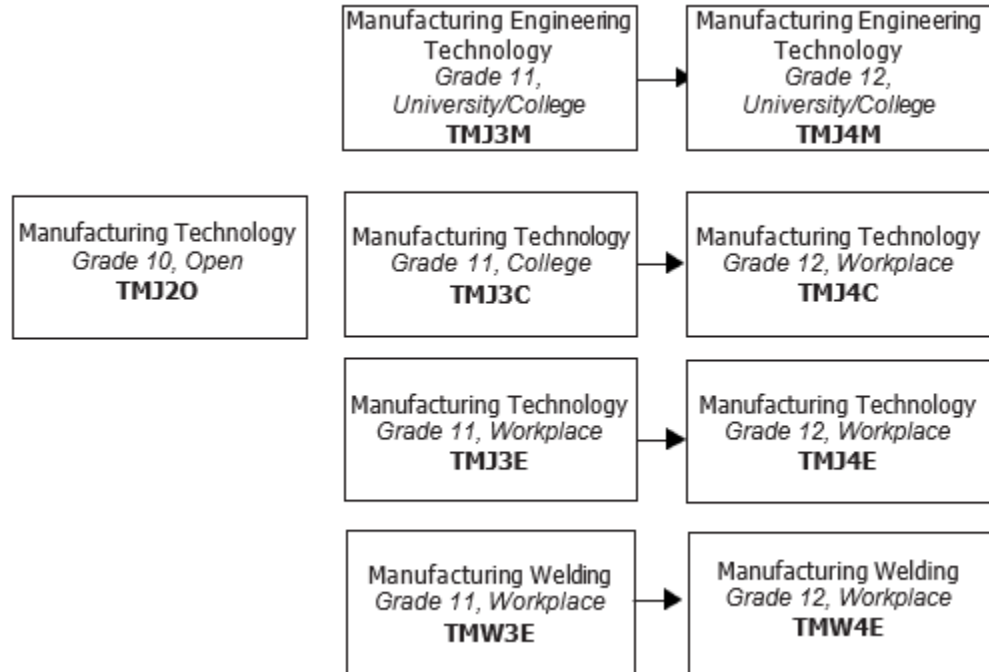 Manufacturing Engineering
Technology
Grade 11,
University/College
TMJ3M
Manufacturing Engineering
Technology
Grade 12,
University/College
TMJ4M
Manufacturing Technology
Grade 10, Open
TMJ2O
Manufacturing Technology
Grade 11, College
TMJ3C
Manufacturing Technology
Grade 12, Workplace
TMJ4C
Manufacturing Technology
Grade 11, Workplace
TMJ3E
Manufacturing Technology
Grade 12, Workplace
TMJ4E
Manufacturing Welding
Grade 11, Workplace
TMW3E
Manufacturing Welding
Grade 12, Workplace
TMW4E